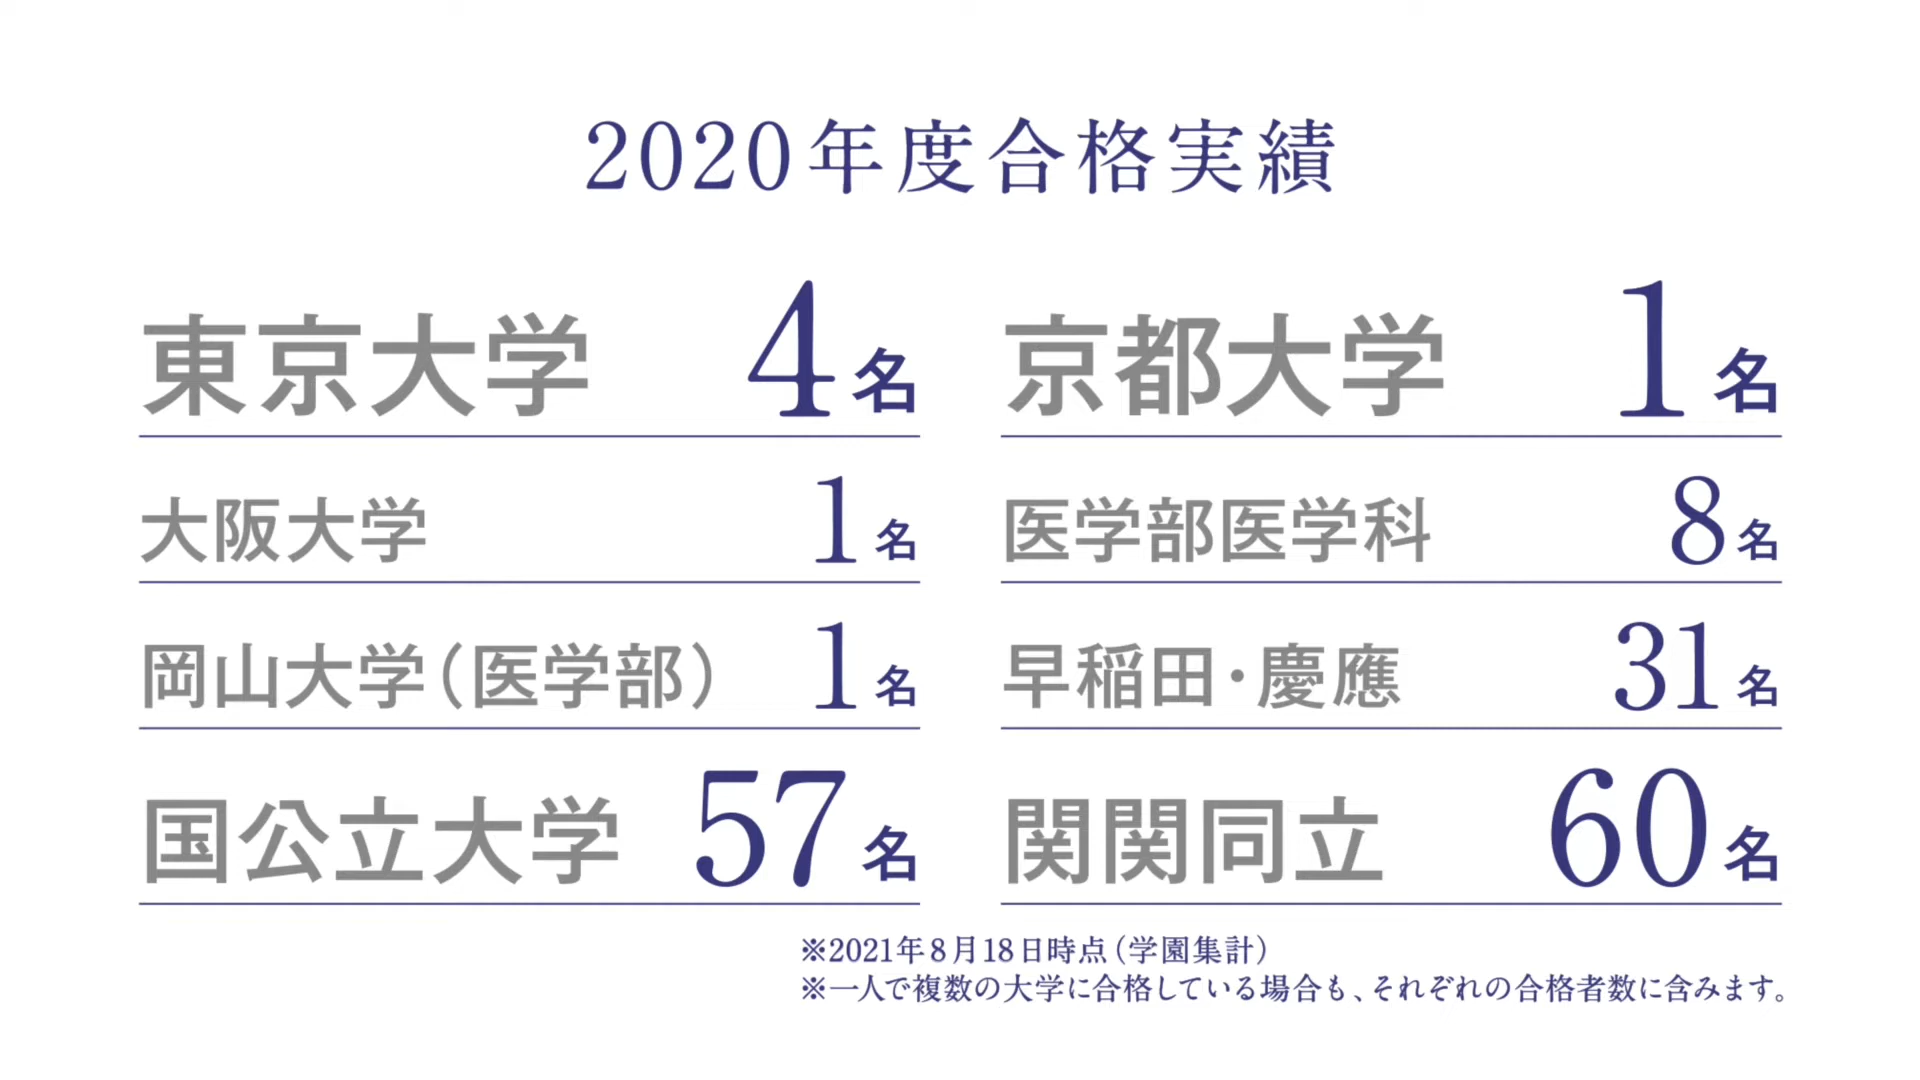 2020年度合格実績
東京大学 4名
京都大学 1名
大阪大学 1名
医学部医学科 8名
岡山大学（医学部） 1名
早稲田・慶應 31名
国公立大学 57名
関関同立 60名
※2021年8月18日時点（学園集計）
※一人で複数の大学に合格している場合も、それぞれの合格者数に含みます。